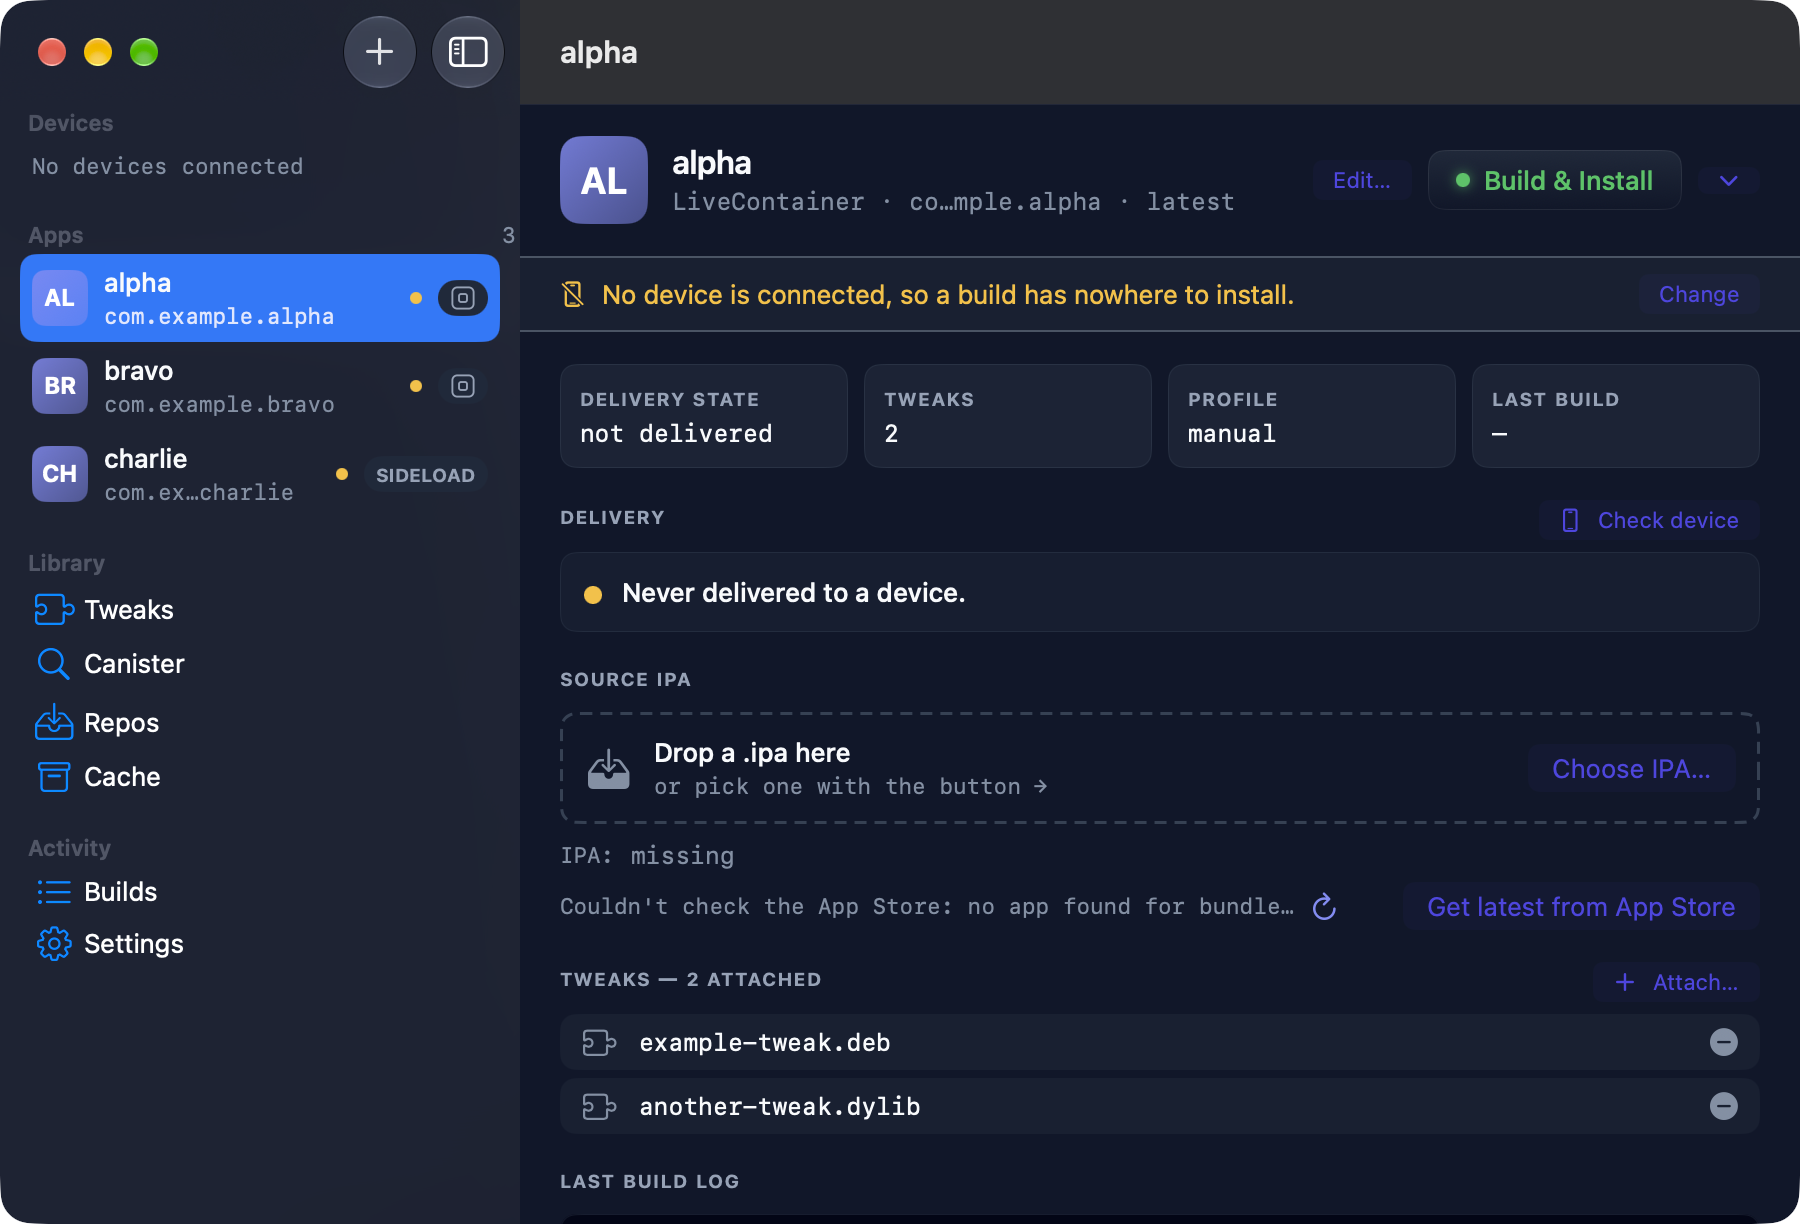 alpha
Devices
No devices connected
Apps 3
AL alpha
com.example.alpha
BR bravo
com.example.bravo
CH charlie
com.ex…charlie
SIDELOAD
Library
Tweaks
Canister
Repos
Cache
Activity
Builds
Settings
AL
alpha
LiveContainer · co…mple.alpha · latest
Edit…
Build & Install
No device is connected, so a build has nowhere to install.
Change
DELIVERY STATE
not delivered
TWEAKS
2
PROFILE
manual
LAST BUILD
—
DELIVERY
Check device
Never delivered to a device.
SOURCE IPA
Drop a .ipa here
or pick one with the button →
Choose IPA…
IPA: missing
Couldn't check the App Store: no app found for bundle…
Get latest from App Store
TWEAKS — 2 ATTACHED
+ Attach…
example-tweak.deb
another-tweak.dylib
LAST BUILD LOG